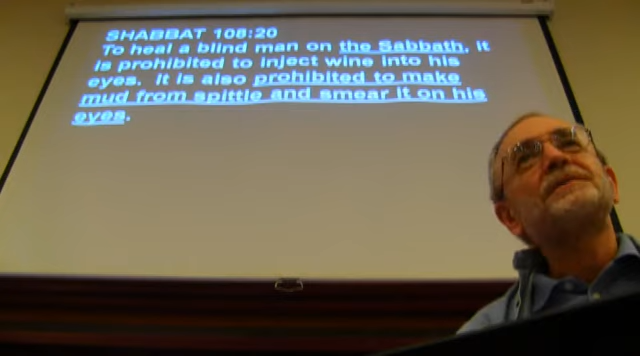 SHABBAT 108:20
To heal a blind man on the Sabbath, it
is prohibited to inject wine into his
eyes. It is also prohibited to make
mud from spittle and smear it on his
eyes.